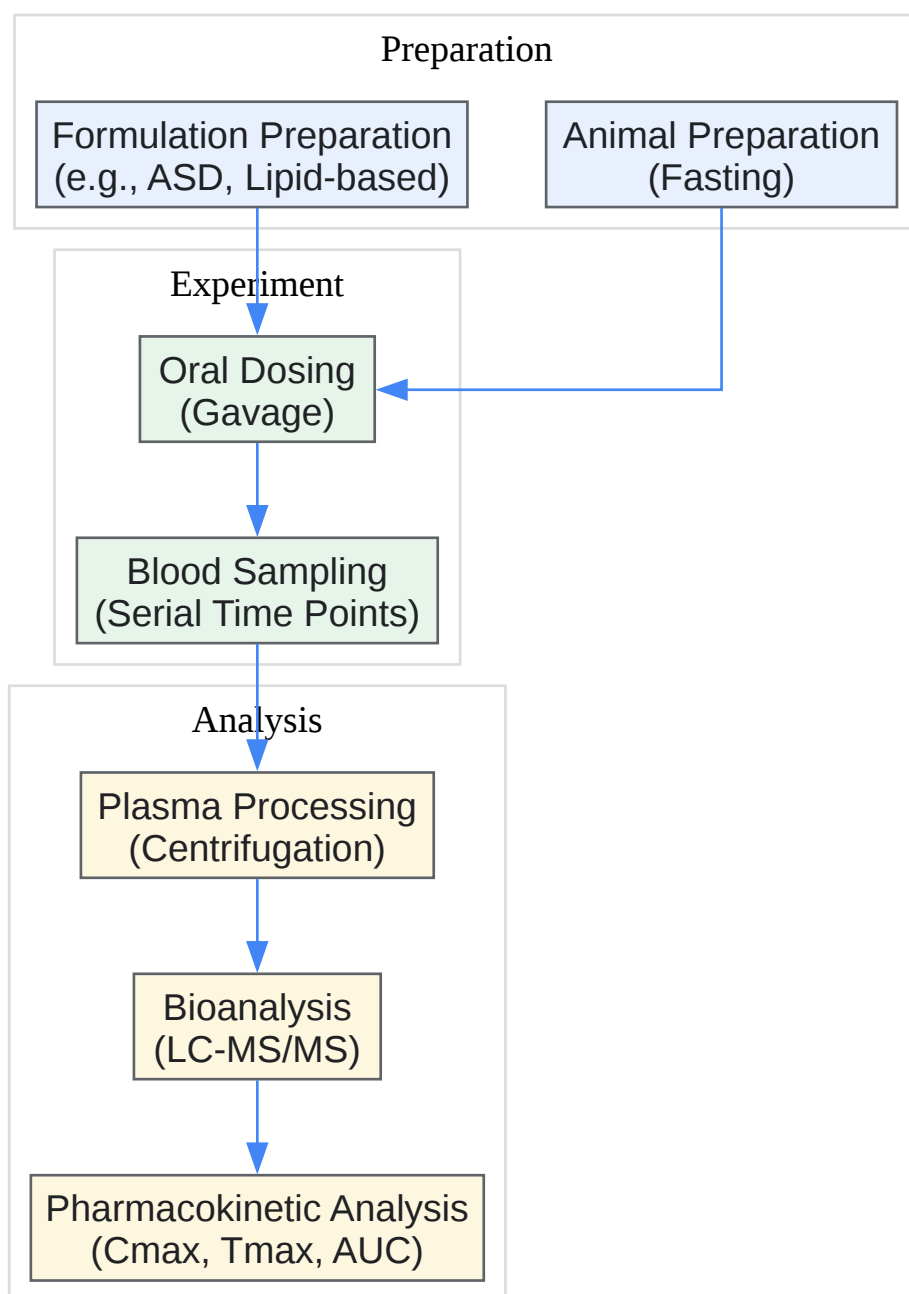 Preparation
Formulation Preparation
(e.g., ASD, Lipid-based)
Animal Preparation
(Fasting)
Experiment
Oral Dosing
(Gavage)
Blood Sampling
(Serial Time Points)
Analysis
Plasma Processing
(Centrifugation)
Bioanalysis
(LC-MS/MS)
Pharmacokinetic Analysis
(Cmax, Tmax, AUC)